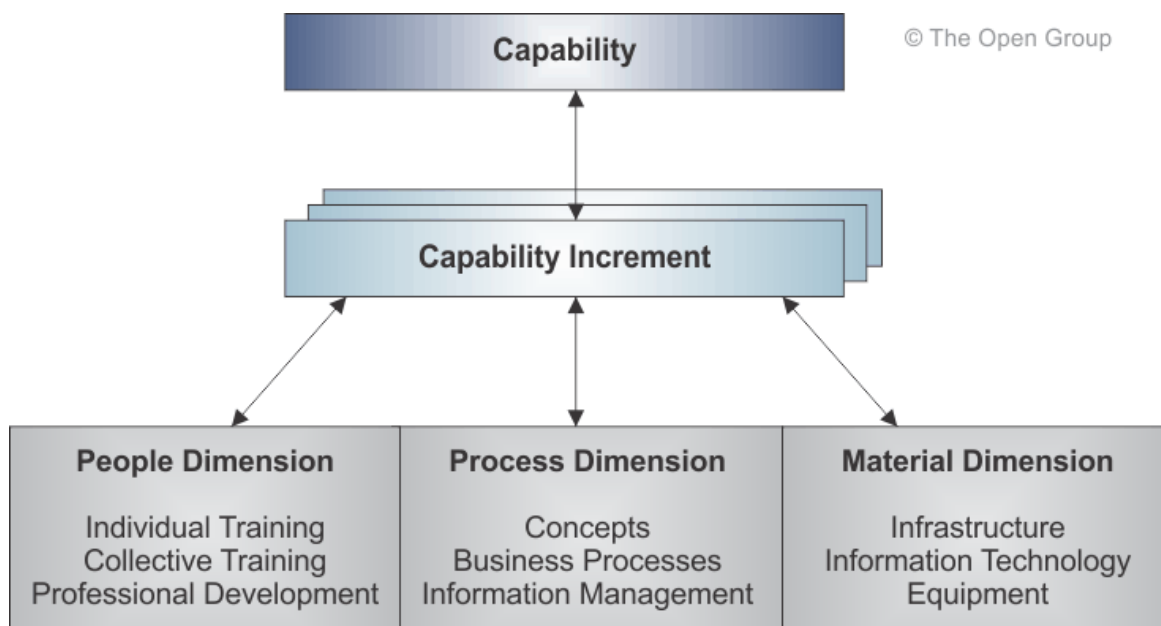 Capability
© The Open Group
Capability Increment
People Dimension
Individual Training
Collective Training
Professional Development
Process Dimension
Concepts
Business Processes
Information Management
Material Dimension
Infrastructure
Information Technology
Equipment